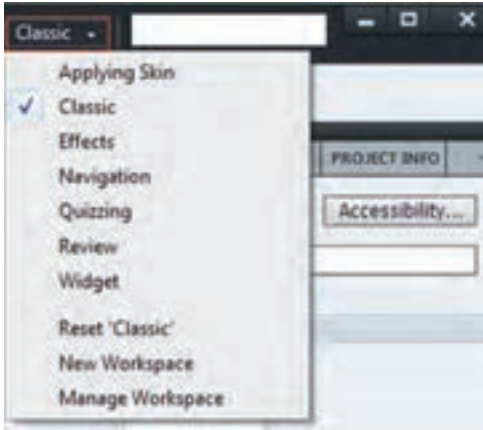 Classic
Applying Skin
Classic
Effects
Navigation
PROJECT INFO
Quizzing
Accessibility...
Review
Widget
Reset 'Classic'
New Workspace
Manage Workspace